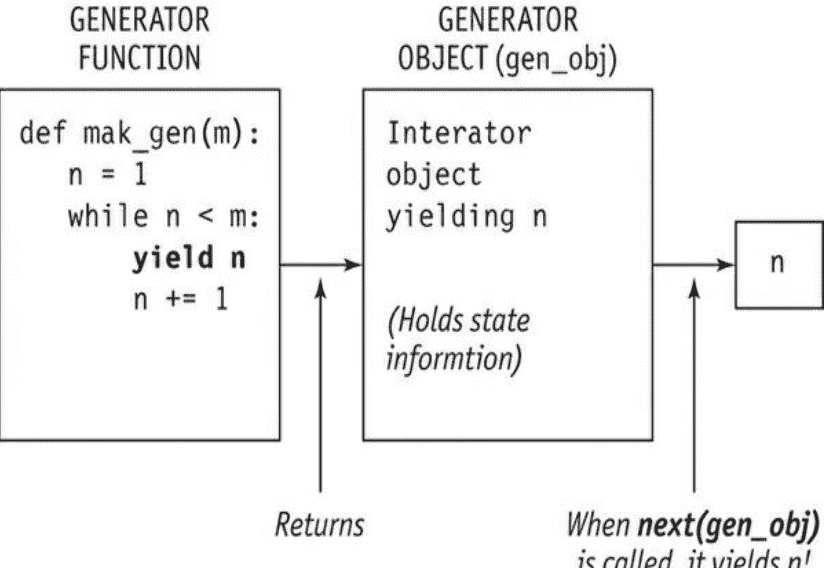 GENERATOR
FUNCTION
def mak_gen(m):
    n = 1
    while n < m:
        yield n
        n += 1
GENERATOR
OBJECT (gen_obj)
Interator
object
yielding n
(Holds state
informtion)
n
Returns
When next(gen_obj)
is called, it yields n!